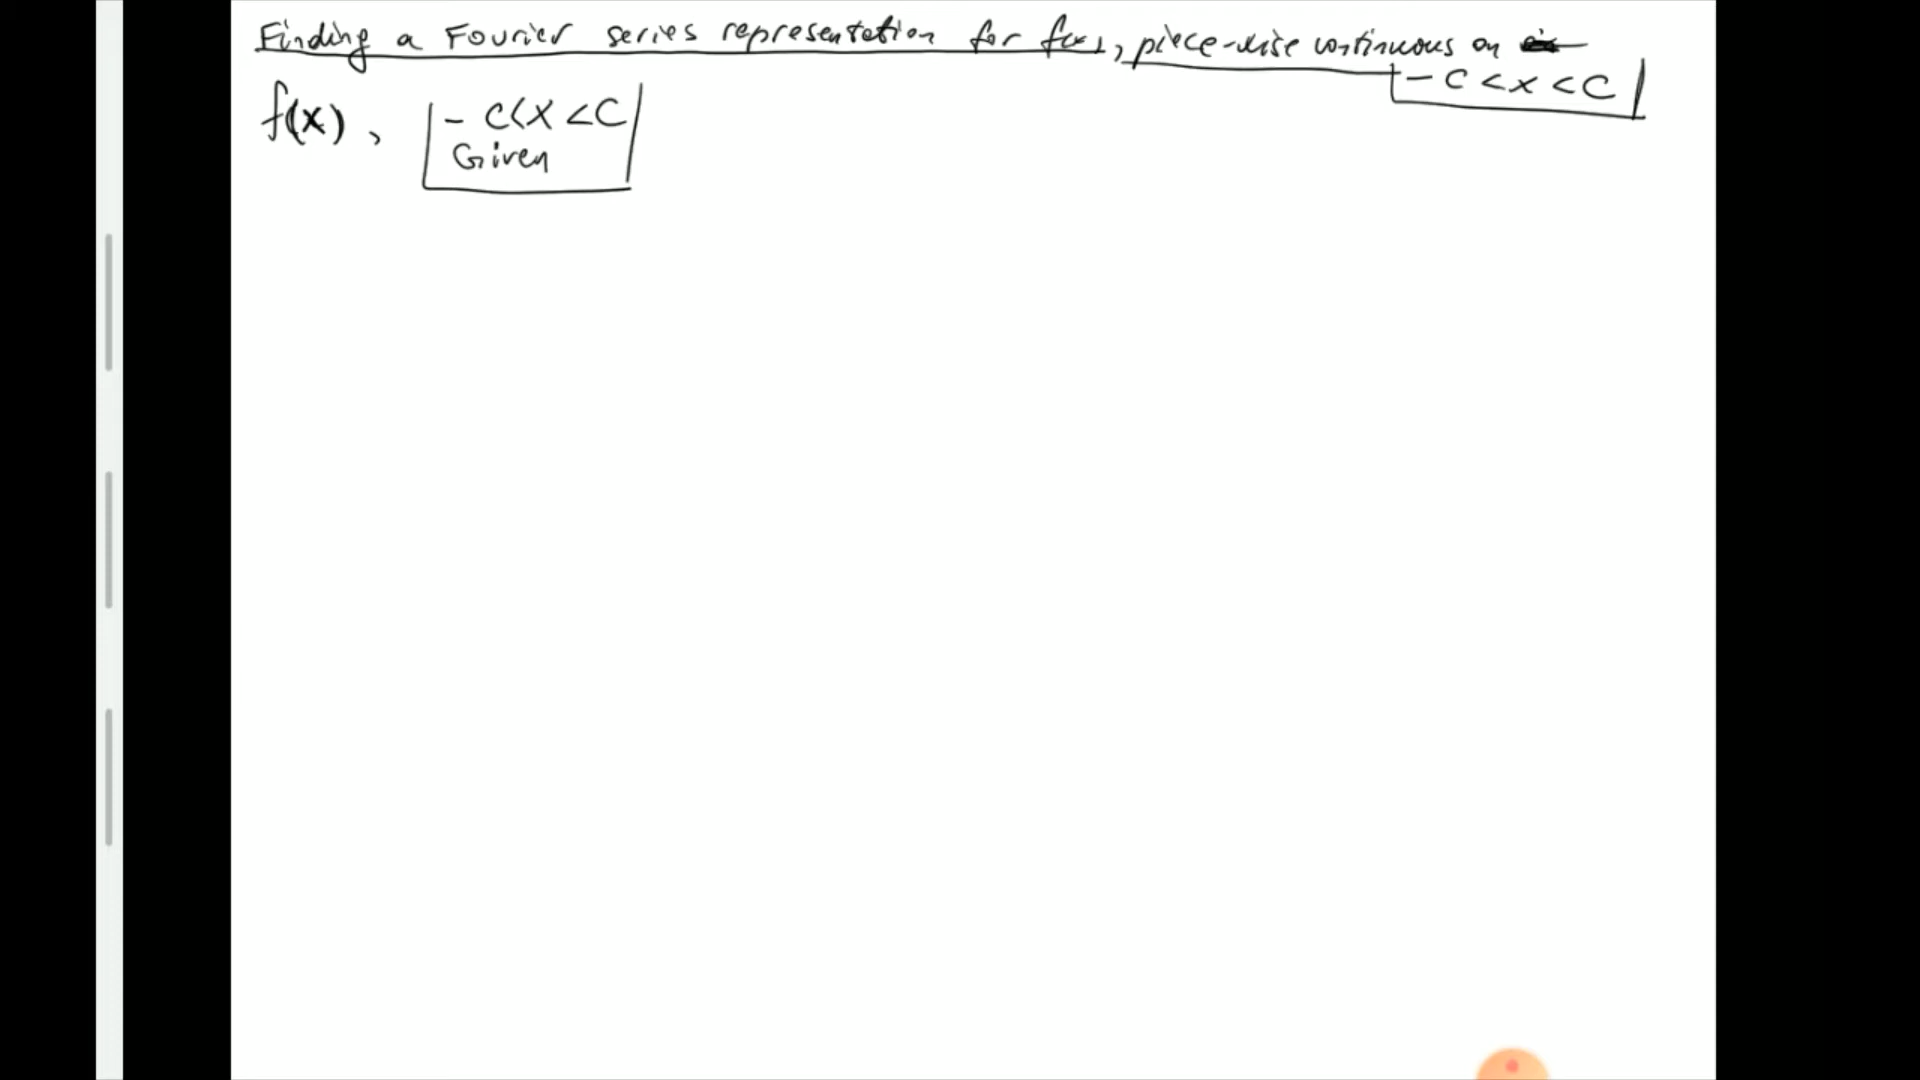 Finding a Fourier series representation for f(x), piece-wise continuous on
-c<x<c
f(x), -c<x<c
Given